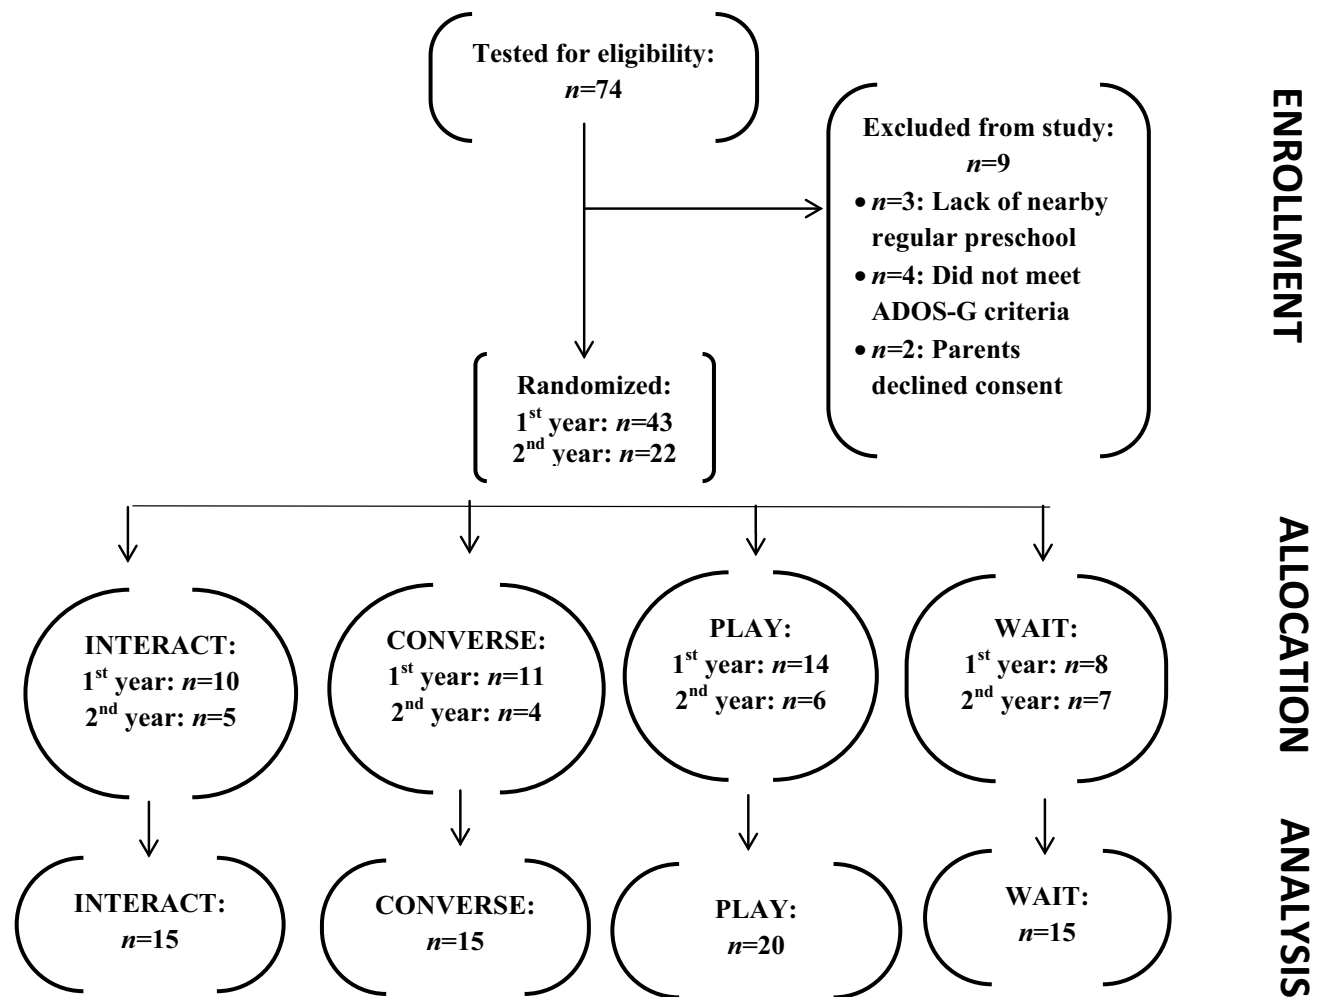 Tested for eligibility:
n=74
ENROLLMENT
Excluded from study:
n=9
• n=3: Lack of nearby
regular preschool
• n=4: Did not meet
ADOS-G criteria
• n=2: Parents
declined consent
Randomized:
1st year: n=43
2nd year: n=22
ALLOCATION
INTERACT:
1st year: n=10
2nd year: n=5
CONVERSE:
1st year: n=11
2nd year: n=4
PLAY:
1st year: n=14
2nd year: n=6
WAIT:
1st year: n=8
2nd year: n=7
ANALYSIS
INTERACT:
n=15
CONVERSE:
n=15
PLAY:
n=20
WAIT:
n=15